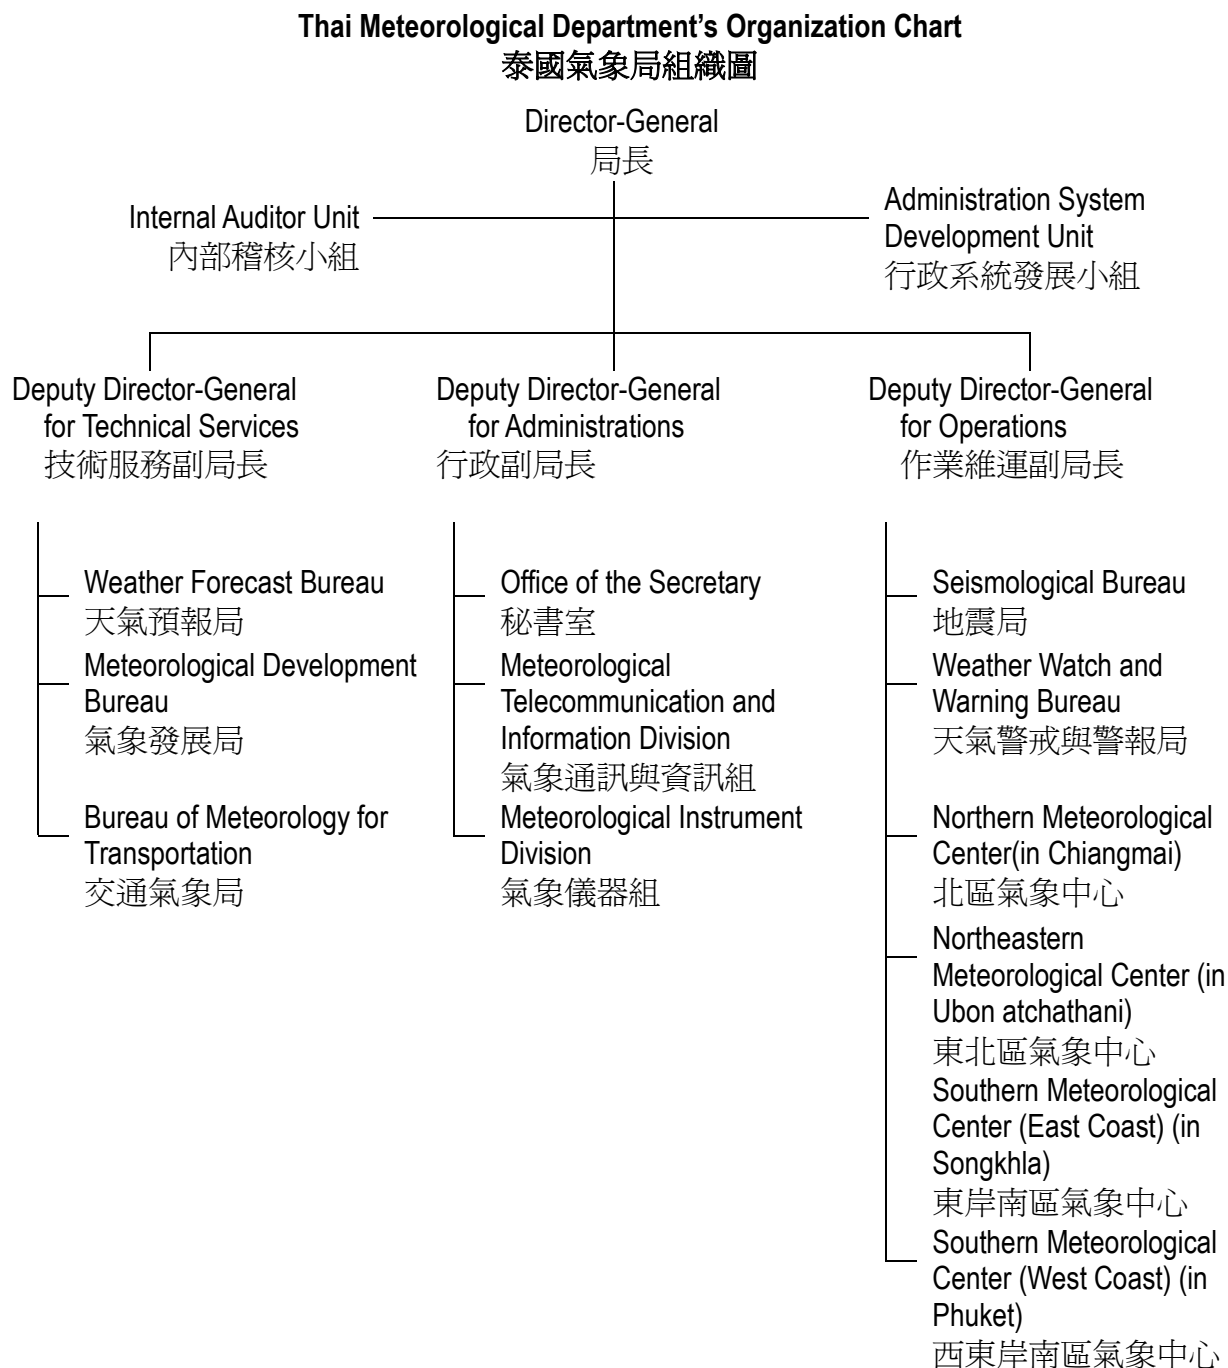 Thai Meteorological Department’s Organization Chart
泰國氣象局組織圖
Director-General
局長
Internal Auditor Unit
內部稽核小組
Administration System
Development Unit
行政系統發展小組
Deputy Director-General
for Technical Services
技術服務副局長
Deputy Director-General
for Administrations
行政副局長
Deputy Director-General
for Operations
作業維運副局長
Weather Forecast Bureau
天氣預報局
Meteorological Development
Bureau
氣象發展局
Bureau of Meteorology for
Transportation
交通氣象局
Office of the Secretary
秘書室
Meteorological
Telecommunication and
Information Division
氣象通訊與資訊組
Meteorological Instrument
Division
氣象儀器組
Seismological Bureau
地震局
Weather Watch and
Warning Bureau
天氣警戒與警報局
Northern Meteorological
Center(in Chiangmai)
北區氣象中心
Northeastern
Meteorological Center (in
Ubon atchathani)
東北區氣象中心
Southern Meteorological
Center (East Coast) (in
Songkhla)
東岸南區氣象中心
Southern Meteorological
Center (West Coast) (in
Phuket)
西東岸南區氣象中心